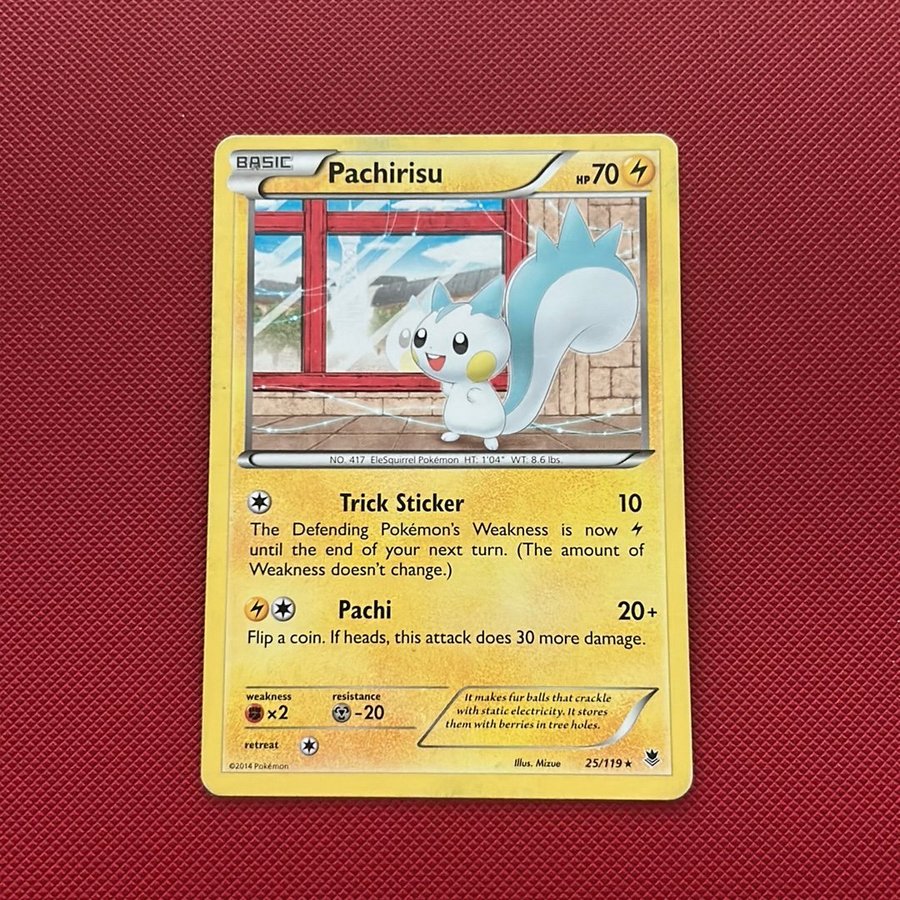 BASIC Pachirisu HP70
NO. 417 EleSquirrel Pokémon HT: 1'04" WT: 8.6 lbs.
Trick Sticker 10
The Defending Pokémon's Weakness is now
until the end of your next turn. (The amount of
Weakness doesn't change.)
Pachi 20+
Flip a coin. If heads, this attack does 30 more damage.
weakness resistance
×2 -20
It makes fur balls that crackle
with static electricity. It stores
them with berries in tree holes.
retreat
©2014 Pokémon Illus. Mizue 25/119 ★